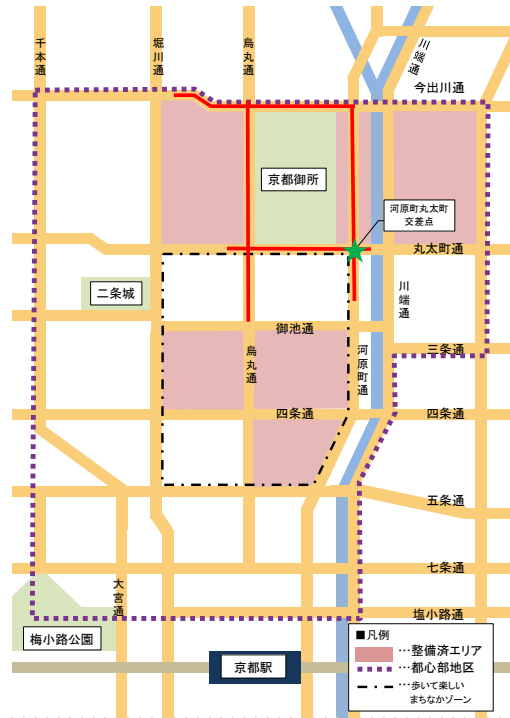 千本通
堀川通
烏丸通
川端通
今出川通
京都御所
河原町丸太町
交差点
丸太町通
二条城
川端通
御池通
烏丸通
河原町通
三条通
四条通
四条通
五条通
七条通
大宮通
塩小路通
梅小路公園
京都駅
■凡例
…整備済エリア
…都心部地区
…歩いて楽しい
まちなかゾーン